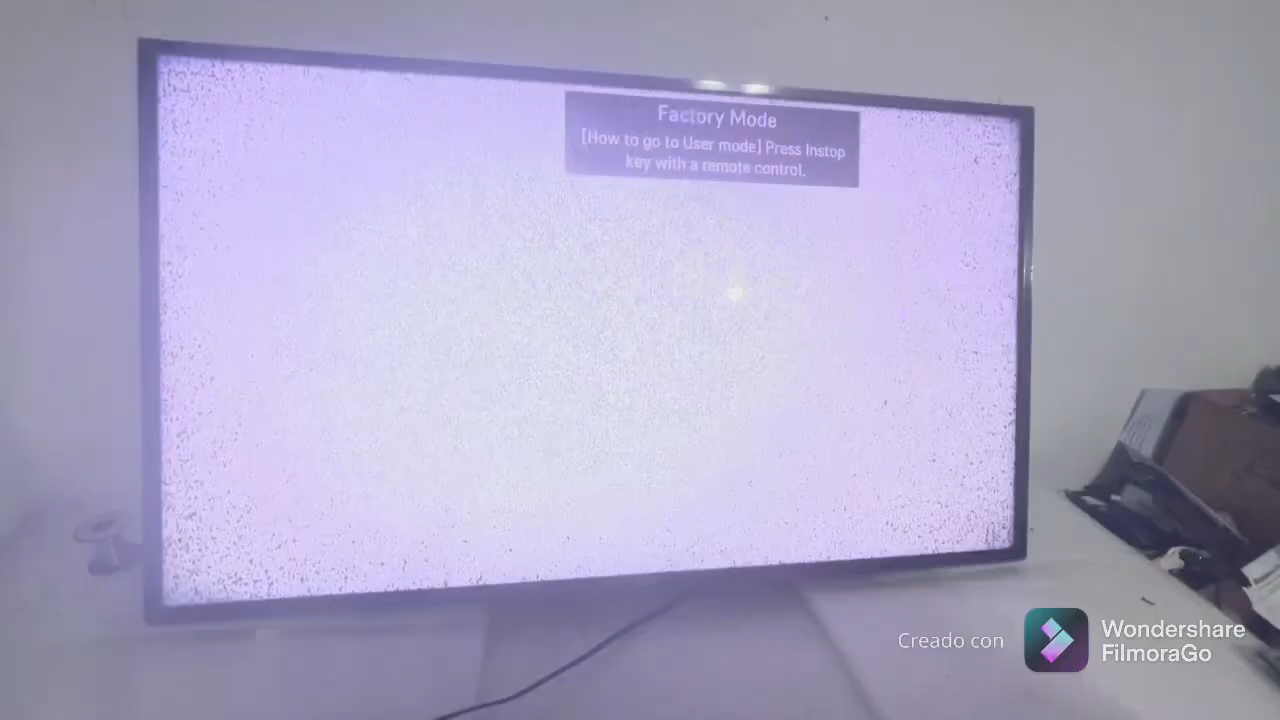 Factory Mode
[How to go to User mode] Press Instop
key with a remote control.
Creado con
Wondershare
FilmoraGo